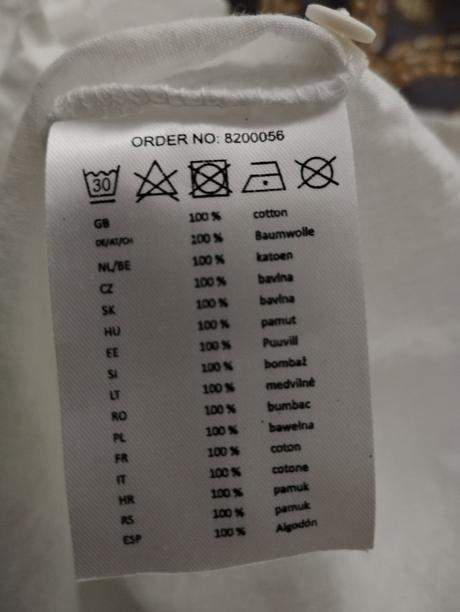 ORDER NO: 8200056
30
GB 100 % cotton
DE/AT/CH 100 % Baumwolle
NL/BE 100 % katoen
CZ 100 % bavlna
SK 100 % bavlna
HU 100 % pamut
EE 100 % Puuvill
SI 100 % bombaž
LT 100 % medvilnė
RO 100 % bumbac
PL 100 % bawełna
FR 100 % coton
IT 100 % cotone
HR 100 % pamuk
RS 100 % pamuk
ESP 100 % Algodón